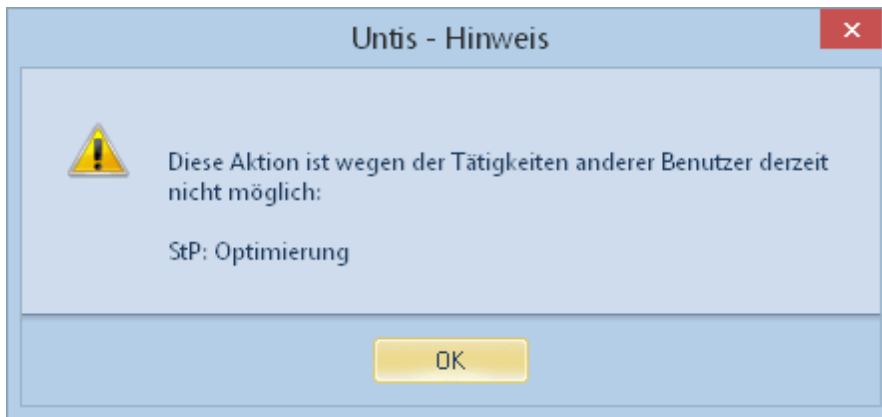 Untis - Hinweis
Diese Aktion ist wegen der Tätigkeiten anderer Benutzer derzeit
nicht möglich:
StP: Optimierung
OK